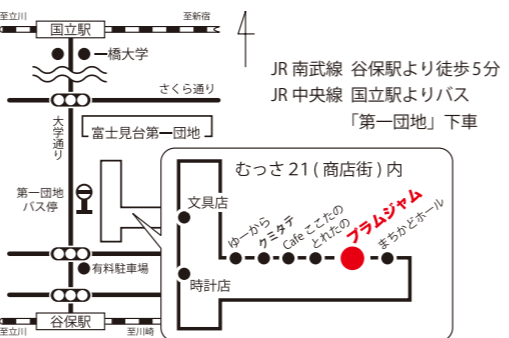 至立川
至新宿
国立駅
一橋大学
さくら通り
大学通り
富士見台第一団地
第一団地
バス停
有料駐車場
谷保駅
至立川
至川崎
JR 南武線 谷保駅より徒歩5分
JR 中央線 国立駅よりバス
「第一団地」下車
むっさ21(商店街)内
文具店
時計店
ゆーから
クミタテ
Cafe ここたの
とれたの
プラムジャム
まちかどホール